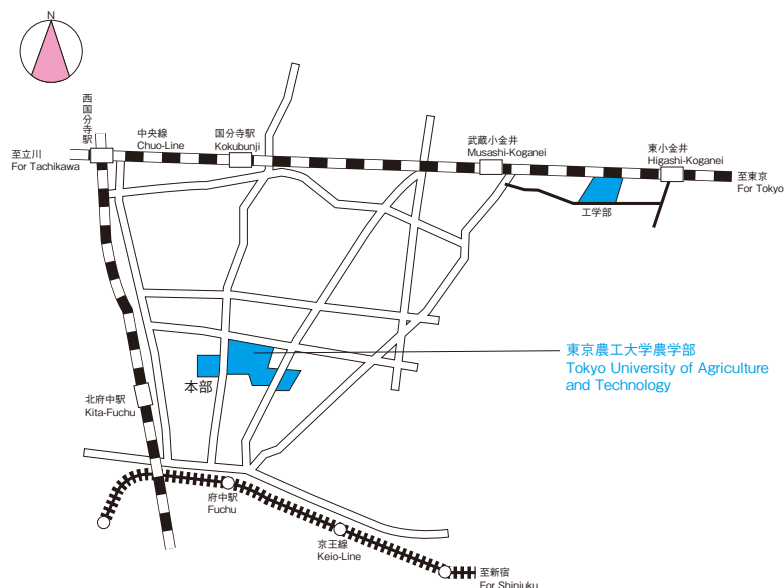 N
西国分寺駅
中央線
Chuo-Line
国分寺駅
Kokubunji
武蔵小金井
Musashi-Koganei
東小金井
Higashi-Koganei
至立川
For Tachikawa
至東京
For Tokyo
工学部
東京農工大学農学部
Tokyo University of Agriculture
and Technology
本部
北府中駅
Kita-Fuchu
府中駅
Fuchu
京王線
Keio-Line
至新宿
For Shinjuku